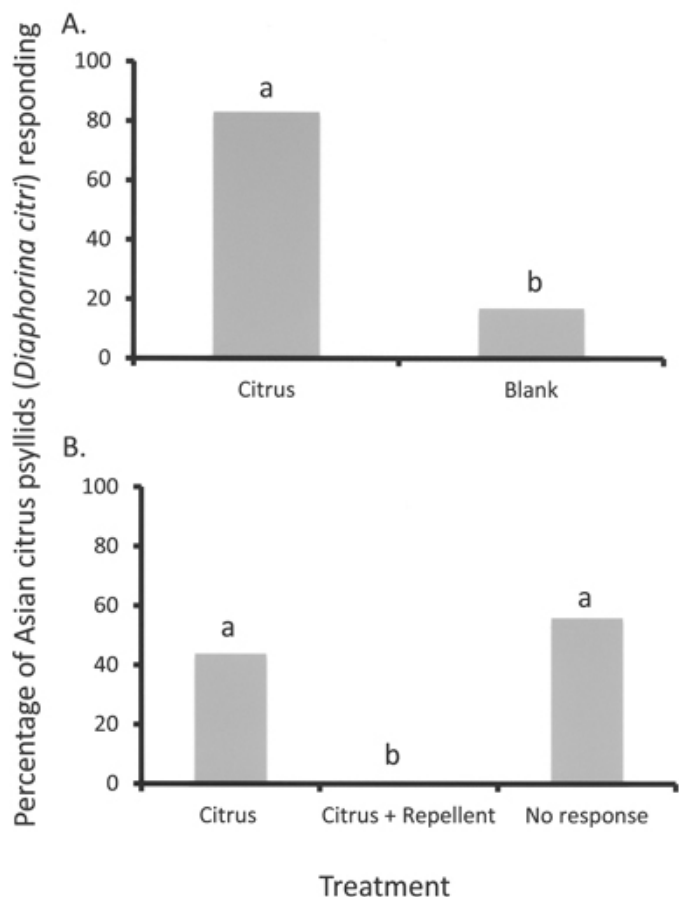 Percentage of Asian citrus psyllids (Diaphorina citri) responding
A.
100
80
60
40
20
0
a
b
Citrus
Blank
B.
100
80
60
40
20
0
a
b
a
Citrus
Citrus + Repellent
No response
Treatment